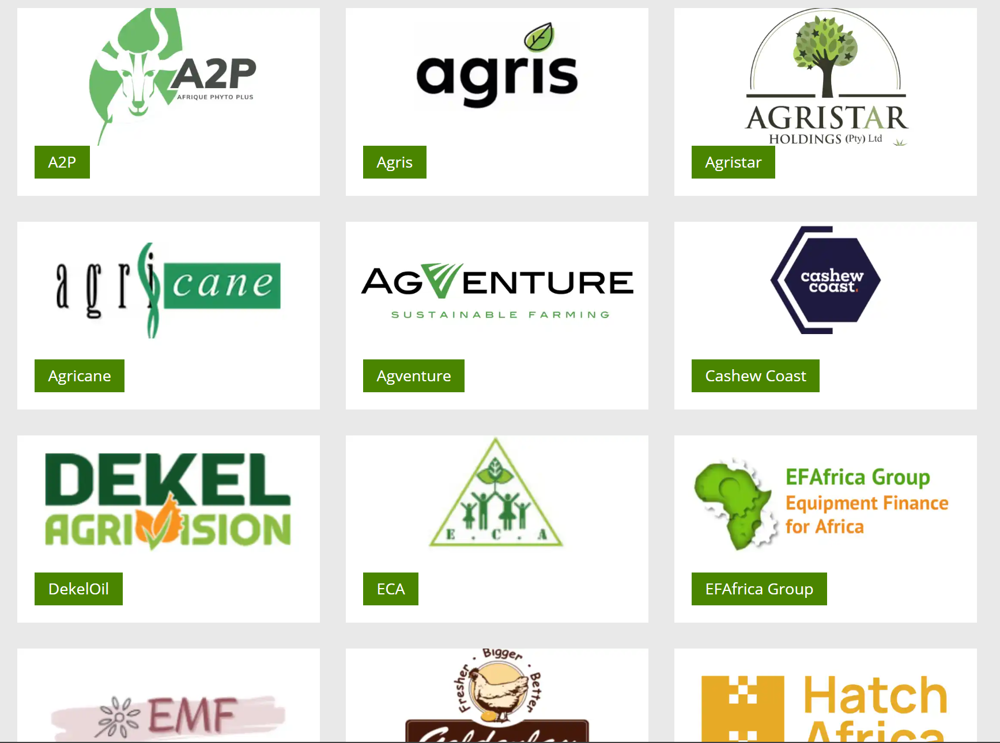 A2P
AFRIQUE PHYTO PLUS
A2P
agris
Agris
AGRISTAR
HOLDINGS (Pty) Ltd
Agristar
agricane
Agricane
AGVENTURE
SUSTAINABLE FARMING
Agventure
cashew
coast.
Cashew Coast
DEKEL
AGRIVISION
DekelOil
E . C . A
ECA
EFAfrica Group
Equipment Finance
for Africa
EFAfrica Group
EMF
Fresher · Bigger · Better
Hatch
Africa